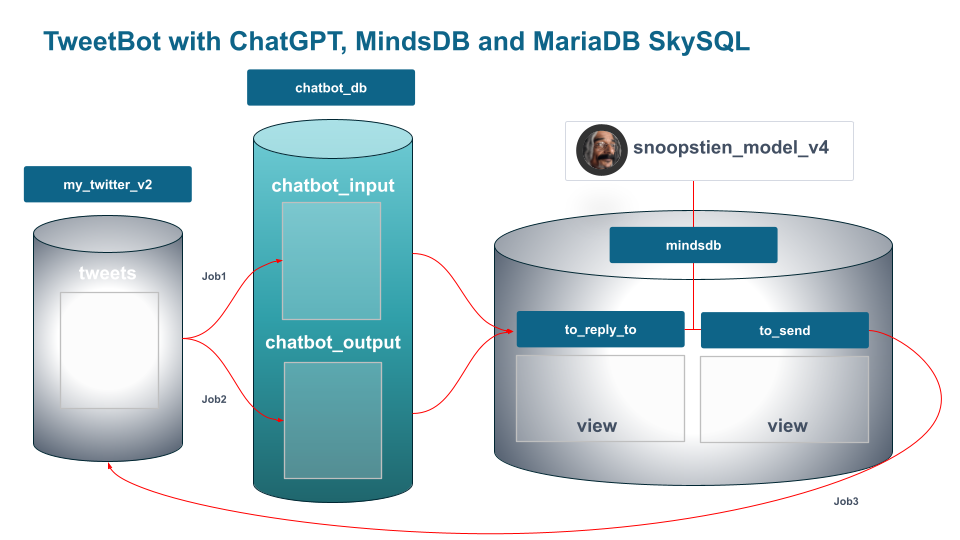 TweetBot with ChatGPT, MindsDB and MariaDB SkySQL
chatbot_db
snoopstien_model_v4
my_twitter_v2
chatbot_input
mindsdb
tweets
Job1
to_reply_to
to_send
chatbot_output
Job2
view
view
Job3